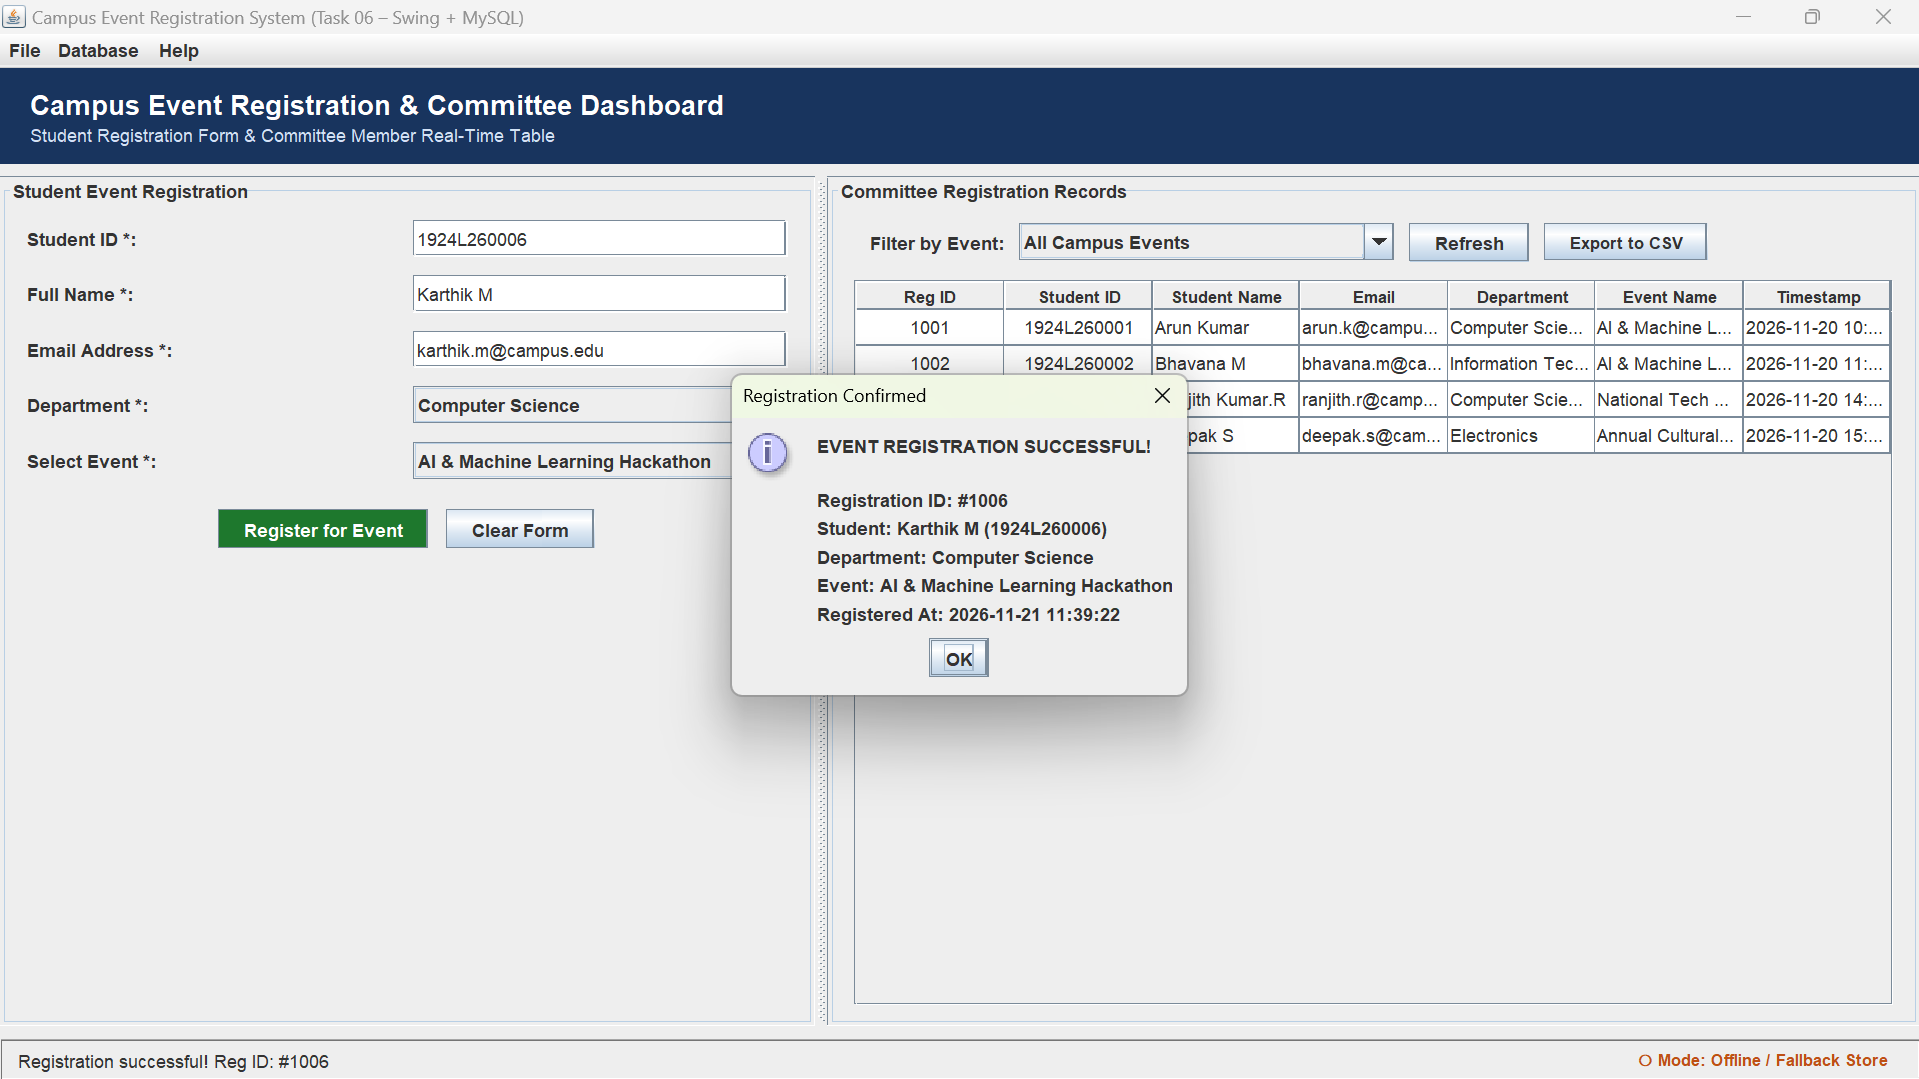 Campus Event Registration System (Task 06 – Swing + MySQL)
File Database Help
Campus Event Registration & Committee Dashboard
Student Registration Form & Committee Member Real-Time Table
Student Event Registration
Student ID *: 1924L260006
Full Name *: Karthik M
Email Address *: karthik.m@campus.edu
Department *: Computer Science
Select Event *: AI & Machine Learning Hackathon
Register for Event Clear Form
Committee Registration Records
Filter by Event: All Campus Events Refresh Export to CSV
Reg ID Student ID Student Name Email Department Event Name Timestamp
1001 1924L260001 Arun Kumar arun.k@campu... Computer Scie... AI & Machine L... 2026-11-20 10:...
1002 1924L260002 Bhavana M bhavana.m@ca... Information Tec... AI & Machine L... 2026-11-20 11:...
jith Kumar.R ranjith.r@camp... Computer Scie... National Tech ... 2026-11-20 14:...
pak S deepak.s@cam... Electronics Annual Cultural... 2026-11-20 15:...
Registration Confirmed
EVENT REGISTRATION SUCCESSFUL!
Registration ID: #1006
Student: Karthik M (1924L260006)
Department: Computer Science
Event: AI & Machine Learning Hackathon
Registered At: 2026-11-21 11:39:22
OK
Registration successful! Reg ID: #1006
O Mode: Offline / Fallback Store